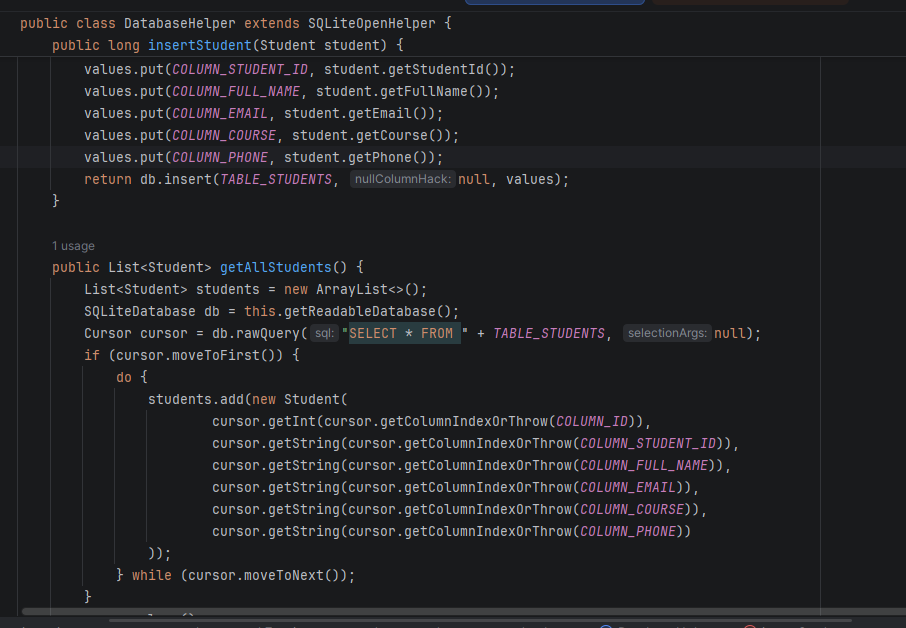 public class DatabaseHelper extends SQLiteOpenHelper {
public long insertStudent(Student student) {
values.put(COLUMN_STUDENT_ID, student.getStudentId());
values.put(COLUMN_FULL_NAME, student.getFullName());
values.put(COLUMN_EMAIL, student.getEmail());
values.put(COLUMN_COURSE, student.getCourse());
values.put(COLUMN_PHONE, student.getPhone());
return db.insert(TABLE_STUDENTS, nullColumnHack: null, values);
}
1 usage
public List<Student> getAllStudents() {
List<Student> students = new ArrayList<>();
SQLiteDatabase db = this.getReadableDatabase();
Cursor cursor = db.rawQuery( sql: "SELECT * FROM " + TABLE_STUDENTS, selectionArgs: null);
if (cursor.moveToFirst()) {
do {
students.add(new Student(
cursor.getInt(cursor.getColumnIndexOrThrow(COLUMN_ID)),
cursor.getString(cursor.getColumnIndexOrThrow(COLUMN_STUDENT_ID)),
cursor.getString(cursor.getColumnIndexOrThrow(COLUMN_FULL_NAME)),
cursor.getString(cursor.getColumnIndexOrThrow(COLUMN_EMAIL)),
cursor.getString(cursor.getColumnIndexOrThrow(COLUMN_COURSE)),
cursor.getString(cursor.getColumnIndexOrThrow(COLUMN_PHONE))
));
} while (cursor.moveToNext());
}